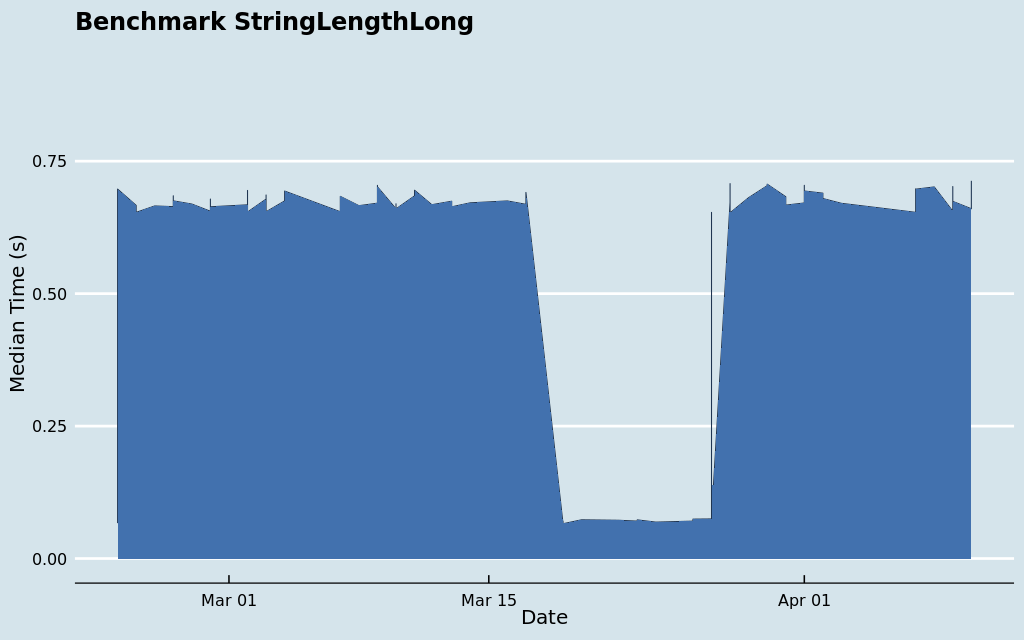 Benchmark StringLengthLong
Median Time (s)
0.75
0.50
0.25
0.00
Mar 01
Mar 15
Apr 01
Date